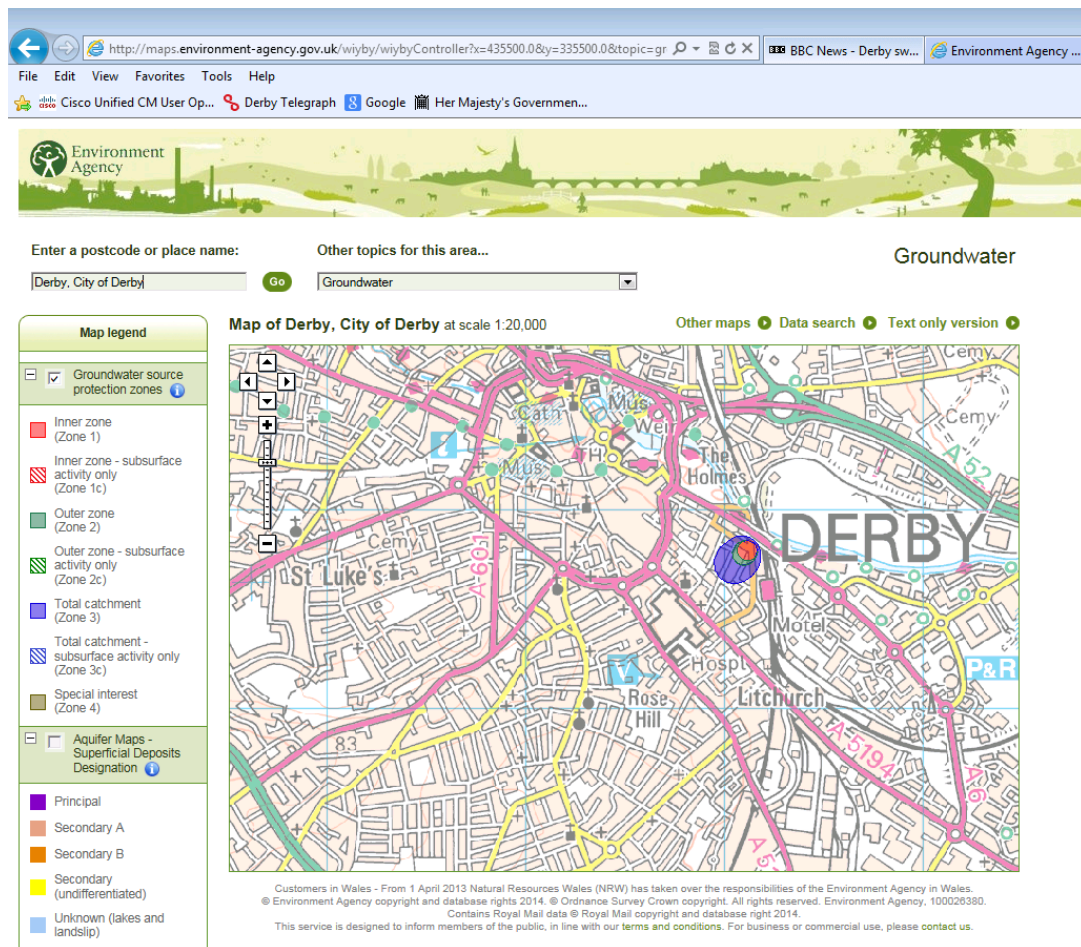 http://maps.environment-agency.gov.uk/wiyby/wiybyController?x=435500.0&y=335500.0&topic=gr
BBC News - Derby sw...
Environment Agency ...
File Edit View Favorites Tools Help
Cisco Unified CM User Op... Derby Telegraph Google Her Majesty's Governmen...
Environment
Agency
Enter a postcode or place name:
Other topics for this area...
Groundwater
Derby, City of Derby
Go
Groundwater
Map legend
Groundwater source
protection zones
Inner zone
(Zone 1)
Inner zone - subsurface
activity only
(Zone 1c)
Outer zone
(Zone 2)
Outer zone - subsurface
activity only
(Zone 2c)
Total catchment
(Zone 3)
Total catchment -
subsurface activity only
(Zone 3c)
Special interest
(Zone 4)
Aquifer Maps -
Superficial Deposits
Designation
Principal
Secondary A
Secondary B
Secondary
(undifferentiated)
Unknown (lakes and
landslip)
Map of Derby, City of Derby at scale 1:20,000
Other maps Data search Text only version
Cemy
Cath
Mus
Weir
Cemy
A 52
Mus
TH
The
Holmes
DERBY
Cemy
A 601
St Luke's
Motel
Hospl
P&R
V
Rose
Hill
Litchurch
83
A 5194
A 6
Customers in Wales - From 1 April 2013 Natural Resources Wales (NRW) has taken over the responsibilities of the Environment Agency in Wales.
© Environment Agency copyright and database rights 2014. © Ordnance Survey Crown copyright. All rights reserved. Environment Agency, 100026380.
Contains Royal Mail data © Royal Mail copyright and database right 2014.
This service is designed to inform members of the public, in line with our terms and conditions. For business or commercial use, please contact us.